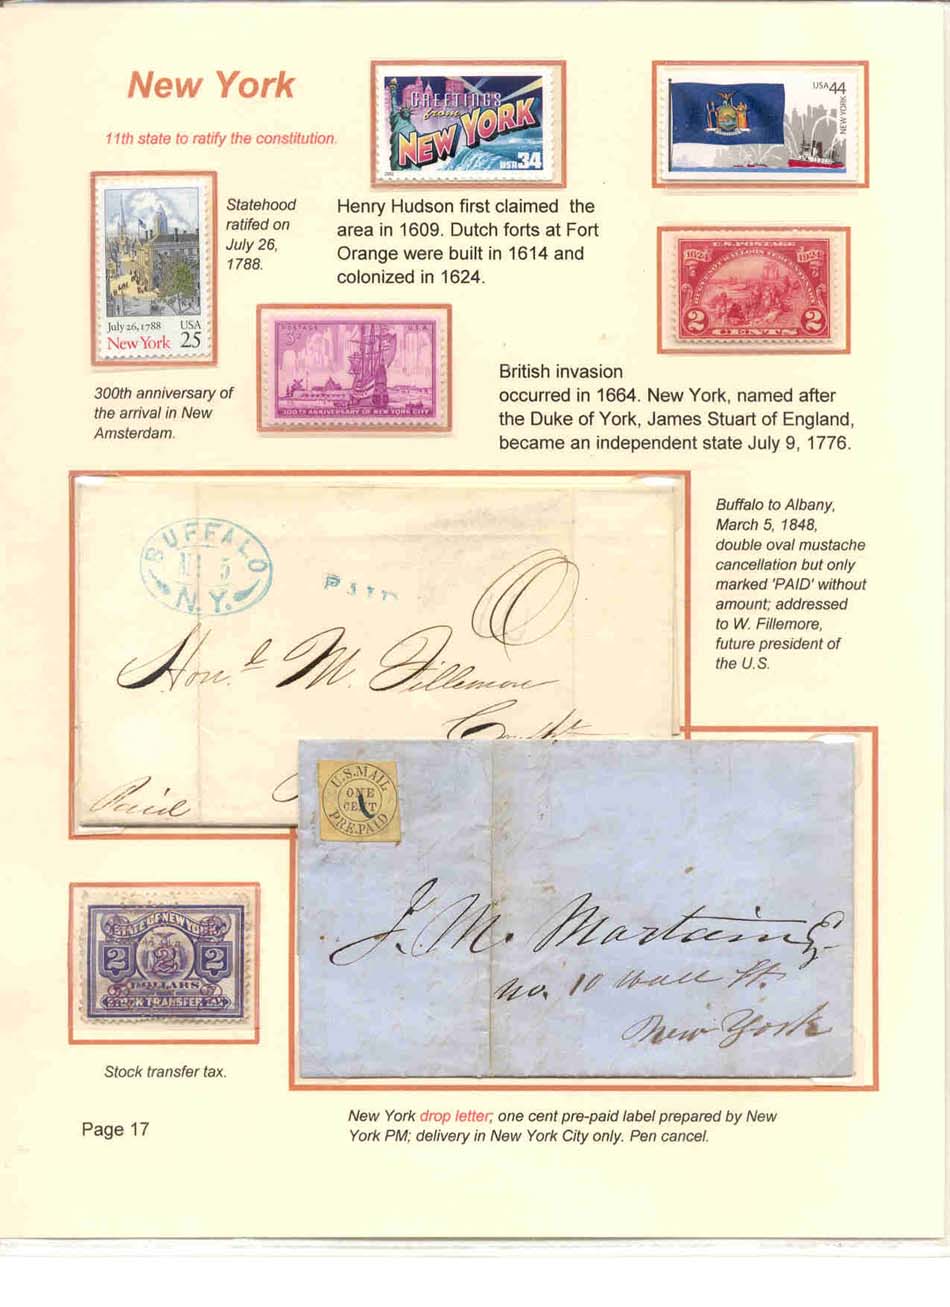 New York
11th state to ratify the constitution.
GREETINGS
from
NEW YORK
USA 34
USA 44
NEW YORK
Statehood
ratifed on
July 26,
1788.
Henry Hudson first claimed the
area in 1609. Dutch forts at Fort
Orange were built in 1614 and
colonized in 1624.
July 26, 1788 USA
New York 25
POSTAGE U.S.A.
3¢
300TH ANNIVERSARY OF NEW YORK CITY
U.S. POSTAGE
1624 1924
HUGUENOT-WALLOON TERCENTENARY
2 CENTS 2
300th anniversary of
the arrival in New
Amsterdam.
British invasion
occurred in 1664. New York, named after
the Duke of York, James Stuart of England,
became an independent state July 9, 1776.
BUFFALO
5
N.Y.
PAID
Hon. M. Fillemore
Paid
Buffalo to Albany,
March 5, 1848,
double oval mustache
cancellation but only
marked 'PAID' without
amount; addressed
to W. Fillemore,
future president of
the U.S.
U.S. MAIL
ONE
CENT
PRE-PAID
J. M. Martain Esq.
No. 10 Wall St.
New York
STATE OF NEW YORK
2 2 2
DOLLARS
STOCK TRANSFER TAX
Stock transfer tax.
New York drop letter; one cent pre-paid label prepared by New
York PM; delivery in New York City only. Pen cancel.
Page 17